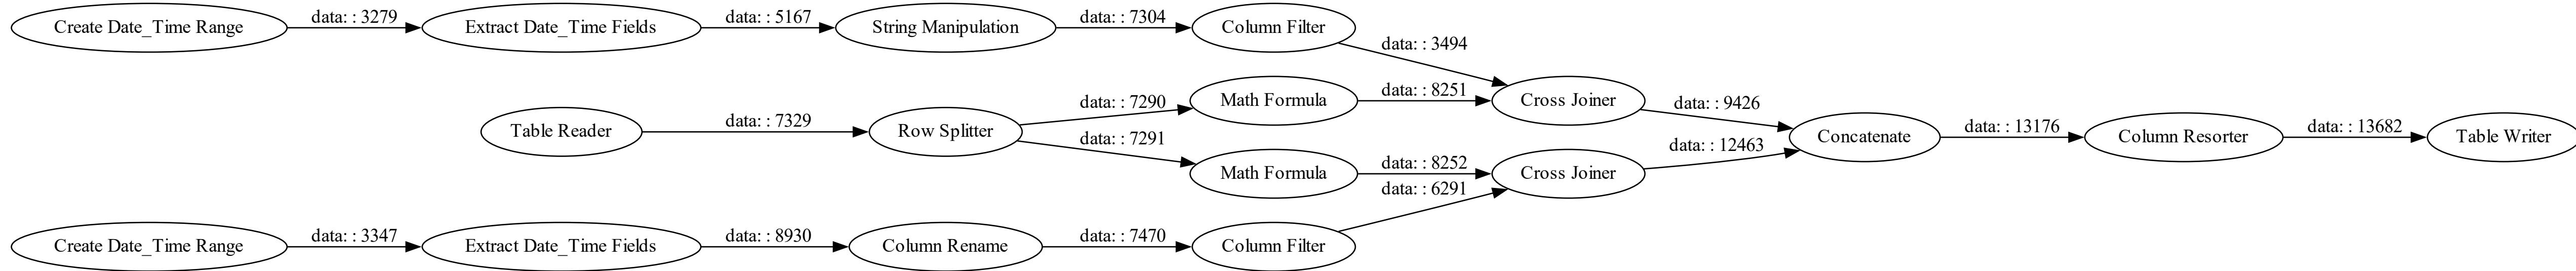 Create Date_Time Range
data: : 3279
Extract Date_Time Fields
data: : 5167
String Manipulation
data: : 7304
Column Filter
data: : 3494
Table Reader
data: : 7329
Row Splitter
data: : 7290
Math Formula
data: : 8251
Cross Joiner
data: : 9426
data: : 7291
Math Formula
data: : 8252
Cross Joiner
data: : 12463
Concatenate
data: : 13176
Column Resorter
data: : 13682
Table Writer
Create Date_Time Range
data: : 3347
Extract Date_Time Fields
data: : 8930
Column Rename
data: : 7470
Column Filter
data: : 6291